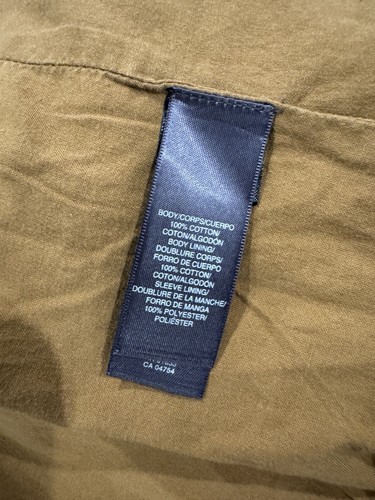 BODY/CORPS/CUERPO
100% COTTON/
COTON/ALGODÓN
BODY LINING/
DOUBLURE CORPS/
FORRO DE CUERPO
100% COTTON/
COTON/ALGODÓN
SLEEVE LINING/
DOUBLURE DE LA MANCHE/
FORRO DE MANGA
100% POLYESTER/
POLIÉSTER
CA 04754